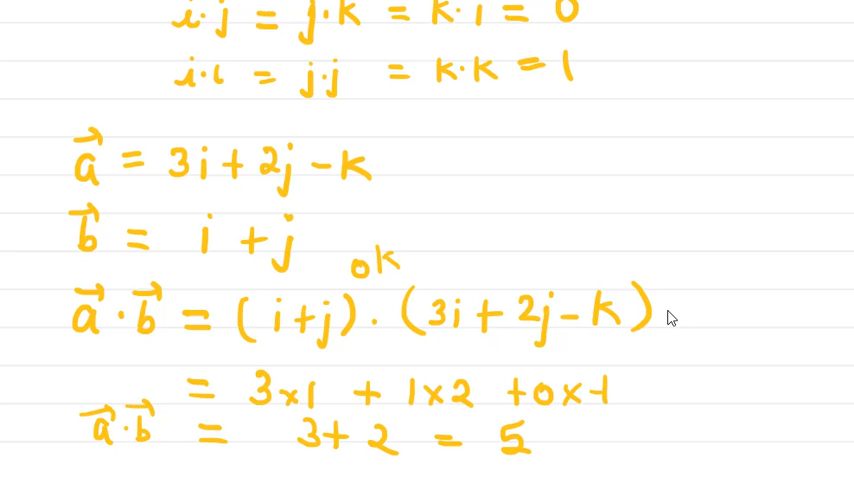 i·j = j·k = k·i = 0
i·i = j·j = k·k = 1
a⃗ = 3i + 2j - k
b⃗ = i + j
ok
a⃗ · b⃗ = (i+j) · (3i + 2j - k)
= 3×1 + 1×2 + 0×-1
a⃗ · b⃗ = 3 + 2 = 5